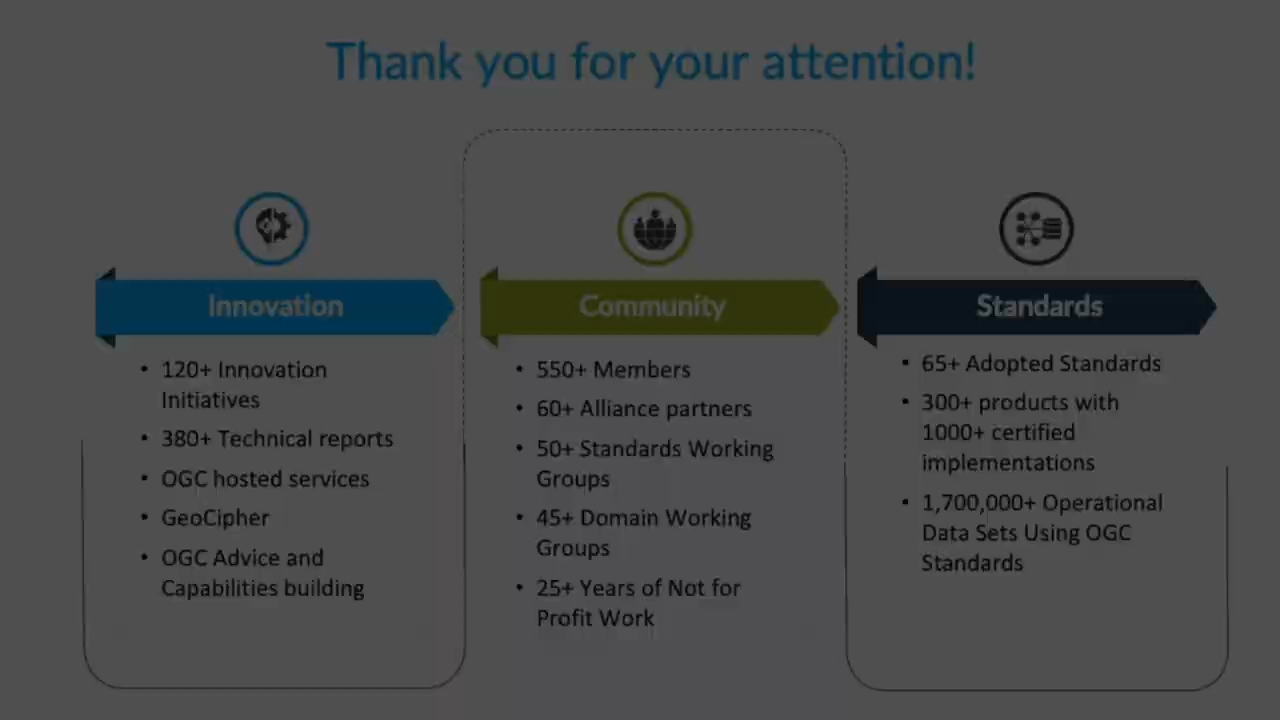 Thank you for your attention!
Innovation
• 120+ Innovation
Initiatives
• 380+ Technical reports
• OGC hosted services
• GeoCipher
• OGC Advice and
Capabilities building
Community
• 550+ Members
• 60+ Alliance partners
• 50+ Standards Working
Groups
• 45+ Domain Working
Groups
• 25+ Years of Not for
Profit Work
Standards
• 65+ Adopted Standards
• 300+ products with
1000+ certified
implementations
• 1,700,000+ Operational
Data Sets Using OGC
Standards